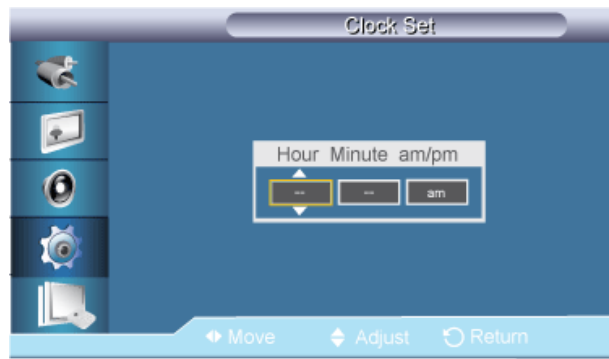 Clock Set
Hour Minute am/pm
-- -- am
Move Adjust Return